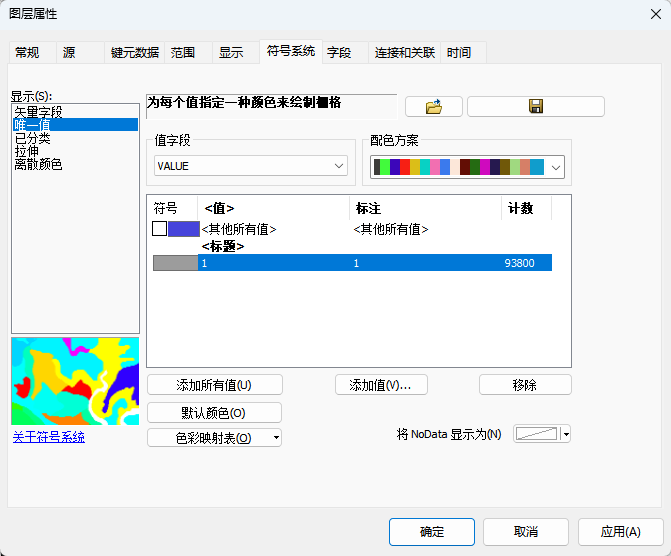 图层属性
常规 源 键元数据 范围 显示 符号系统 字段 连接和关联 时间
显示(S):
矢量字段
唯一值
已分类
拉伸
离散颜色
关于符号系统
为每个值指定一种颜色来绘制栅格
值字段 配色方案
VALUE
符号 <值> 标注 计数
<其他所有值> <其他所有值>
<标题>
1 1 93800
添加所有值(U) 添加值(V)... 移除
默认颜色(O)
色彩映射表(O) 将 NoData 显示为(N)
确定 取消 应用(A)